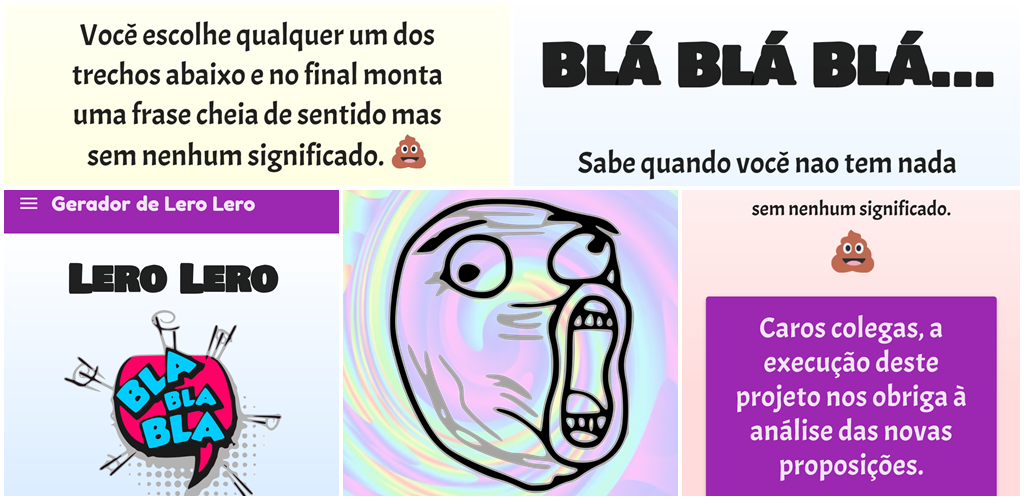 Você escolhe qualquer um dos
trechos abaixo e no final monta
uma frase cheia de sentido mas
sem nenhum significado.
BLÁ BLÁ BLÁ...
Sabe quando você nao tem nada
Gerador de Lero Lero
LERO LERO
BLA
BLA
BLA
sem nenhum significado.
Caros colegas, a
execução deste
projeto nos obriga à
análise das novas
proposições.